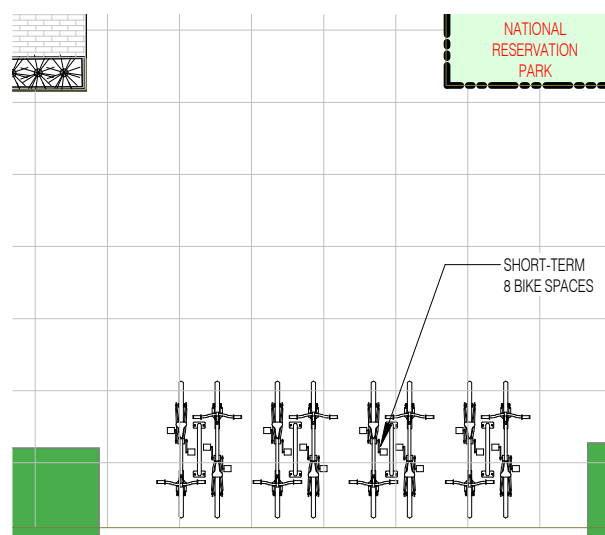 NATIONAL
RESERVATION
PARK
SHORT-TERM
8 BIKE SPACES